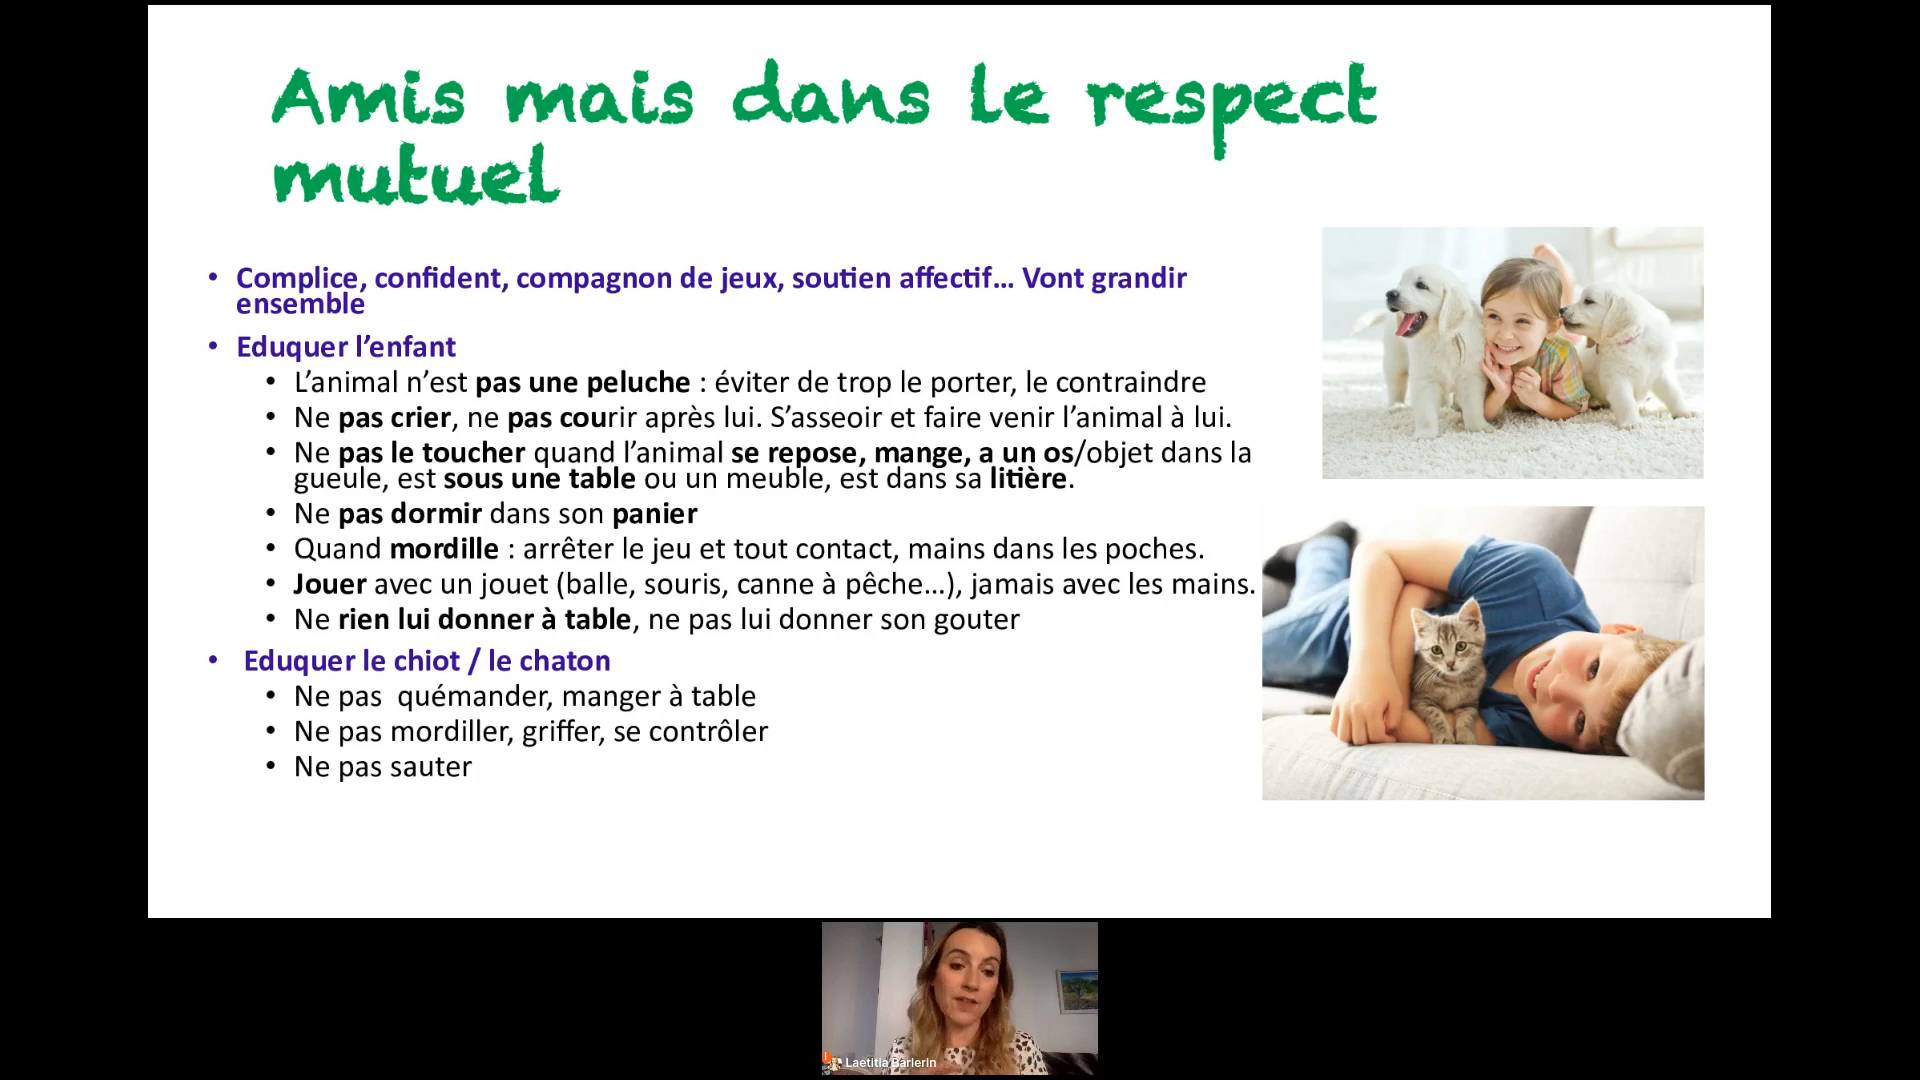 Amis mais dans le respect
mutuel
• Complice, confident, compagnon de jeux, soutien affectif... Vont grandir
ensemble
• Eduquer l’enfant
• L’animal n’est pas une peluche : éviter de trop le porter, le contraindre
• Ne pas crier, ne pas courir après lui. S’asseoir et faire venir l’animal à lui.
• Ne pas le toucher quand l’animal se repose, mange, a un os/objet dans la
gueule, est sous une table ou un meuble, est dans sa litière.
• Ne pas dormir dans son panier
• Quand mordille : arrêter le jeu et tout contact, mains dans les poches.
• Jouer avec un jouet (balle, souris, canne à pêche...), jamais avec les mains.
• Ne rien lui donner à table, ne pas lui donner son gouter
• Eduquer le chiot / le chaton
• Ne pas  quémander, manger à table
• Ne pas mordiller, griffer, se contrôler
• Ne pas sauter
Laetitia Barlerin